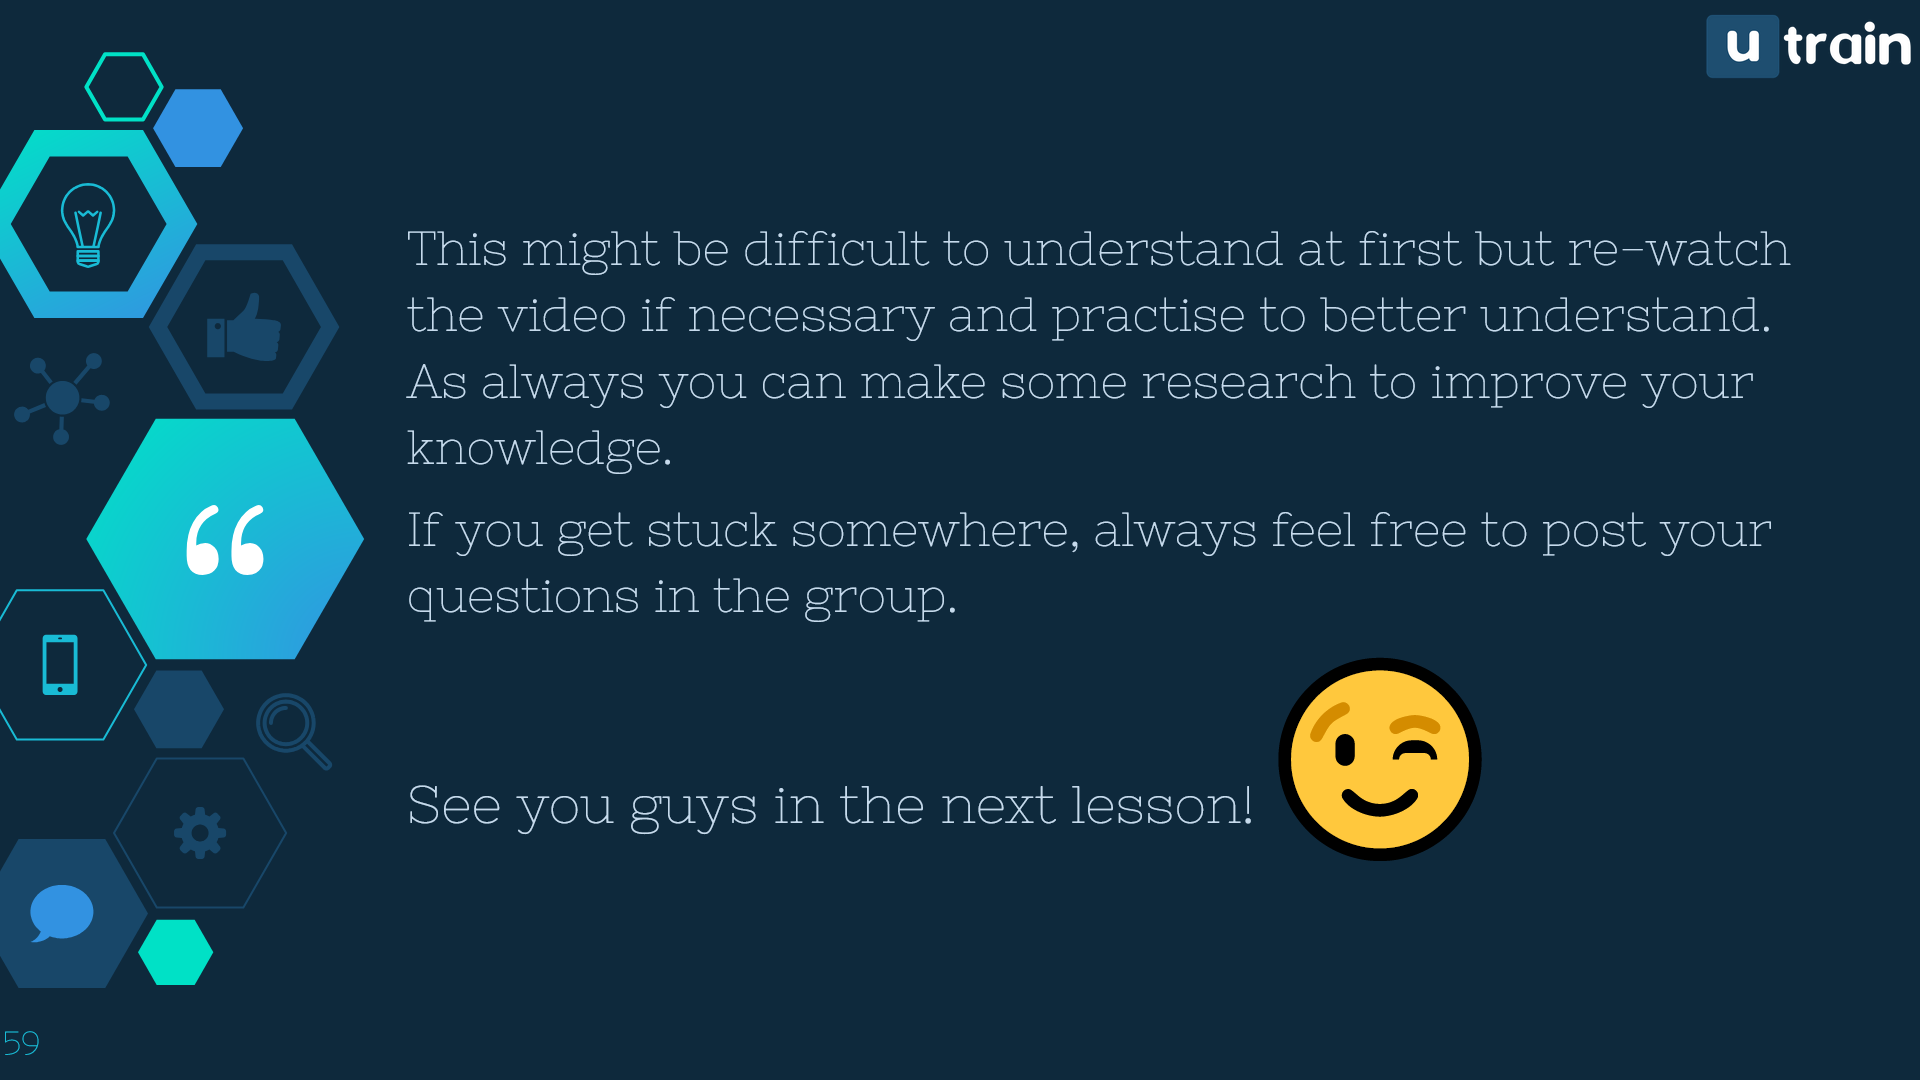 u train
This might be difficult to understand at first but re-watch
the video if necessary and practise to better understand.
As always you can make some research to improve your
knowledge.
If you get stuck somewhere, always feel free to post your
questions in the group.
See you guys in the next lesson!
59